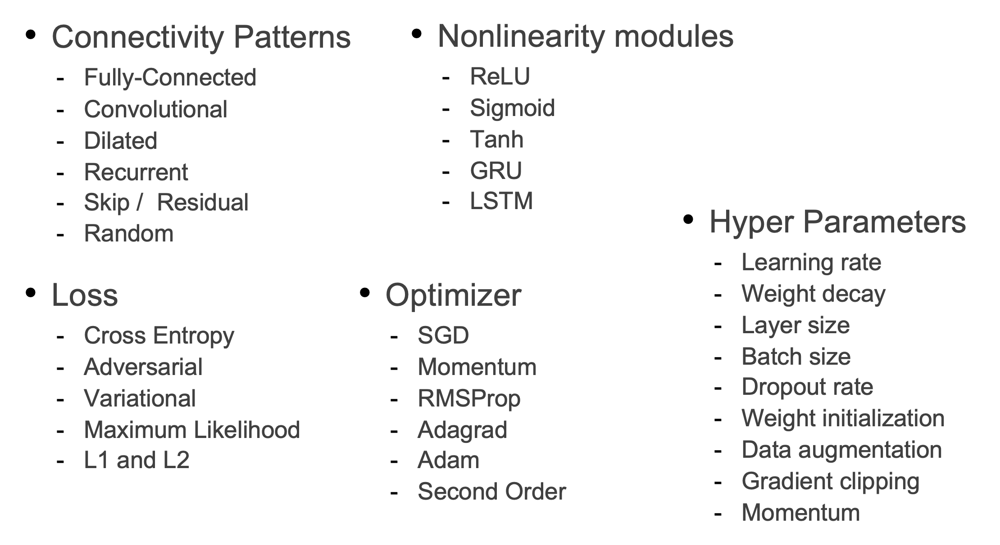 • Connectivity Patterns
- Fully-Connected
- Convolutional
- Dilated
- Recurrent
- Skip / Residual
- Random
• Nonlinearity modules
- ReLU
- Sigmoid
- Tanh
- GRU
- LSTM
• Loss
- Cross Entropy
- Adversarial
- Variational
- Maximum Likelihood
- L1 and L2
• Optimizer
- SGD
- Momentum
- RMSProp
- Adagrad
- Adam
- Second Order
• Hyper Parameters
- Learning rate
- Weight decay
- Layer size
- Batch size
- Dropout rate
- Weight initialization
- Data augmentation
- Gradient clipping
- Momentum